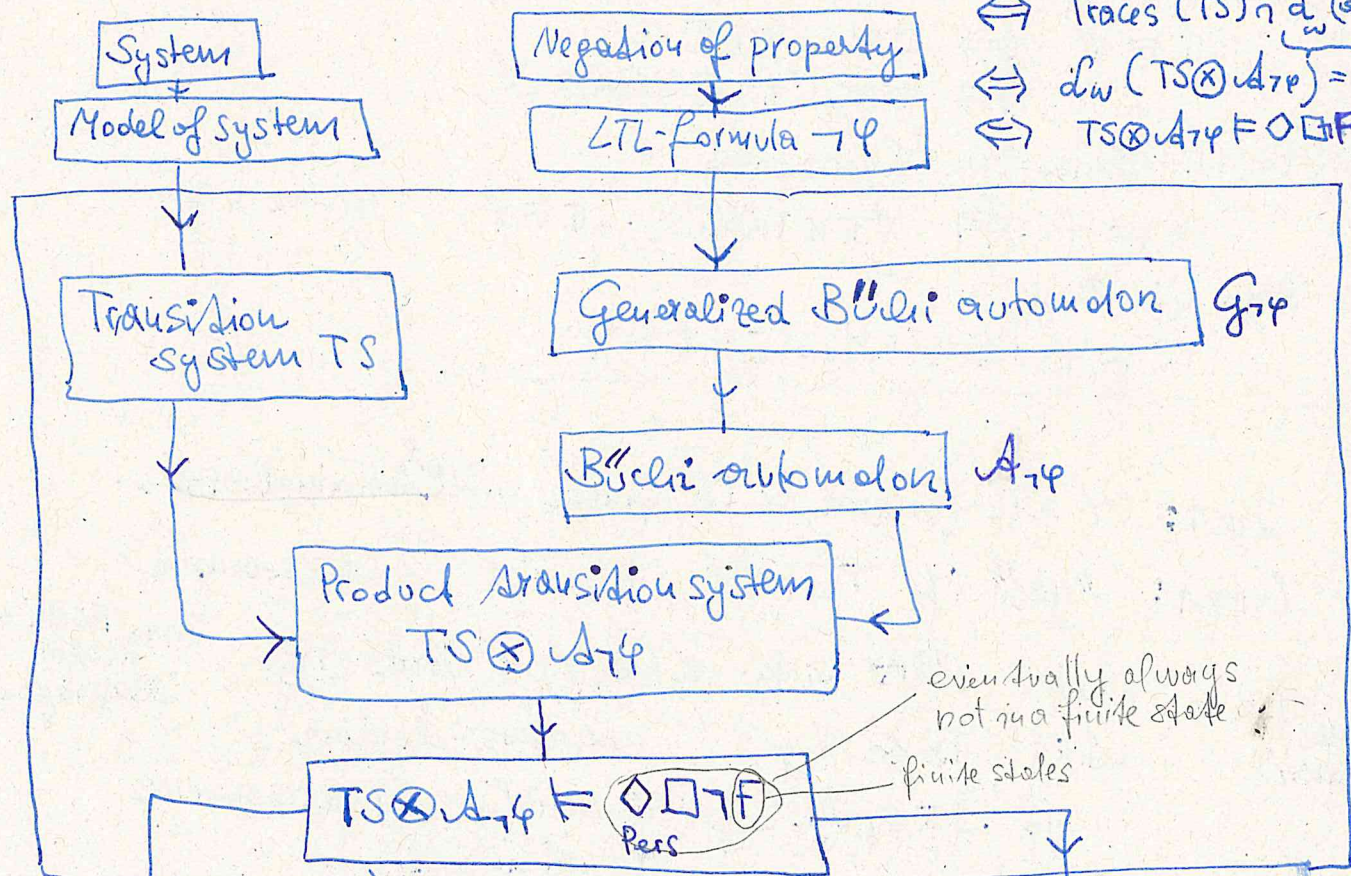 ⇔ Traces (TS) ∩ ℒω (
System
Negation of property
⇔ ℒω (TS ⊗ A¬φ) =
Model of system
LTL-formula ¬φ
⇔ TS ⊗ A¬φ ⊨ ◇□¬F
Transition
system TS
Generalized Büchi automaton G¬φ
Büchi automaton A¬φ
Product transition system
TS ⊗ A¬φ
eventually always
not in a finite state
finite states
TS ⊗ A¬φ ⊨ ◇□¬F
Pers